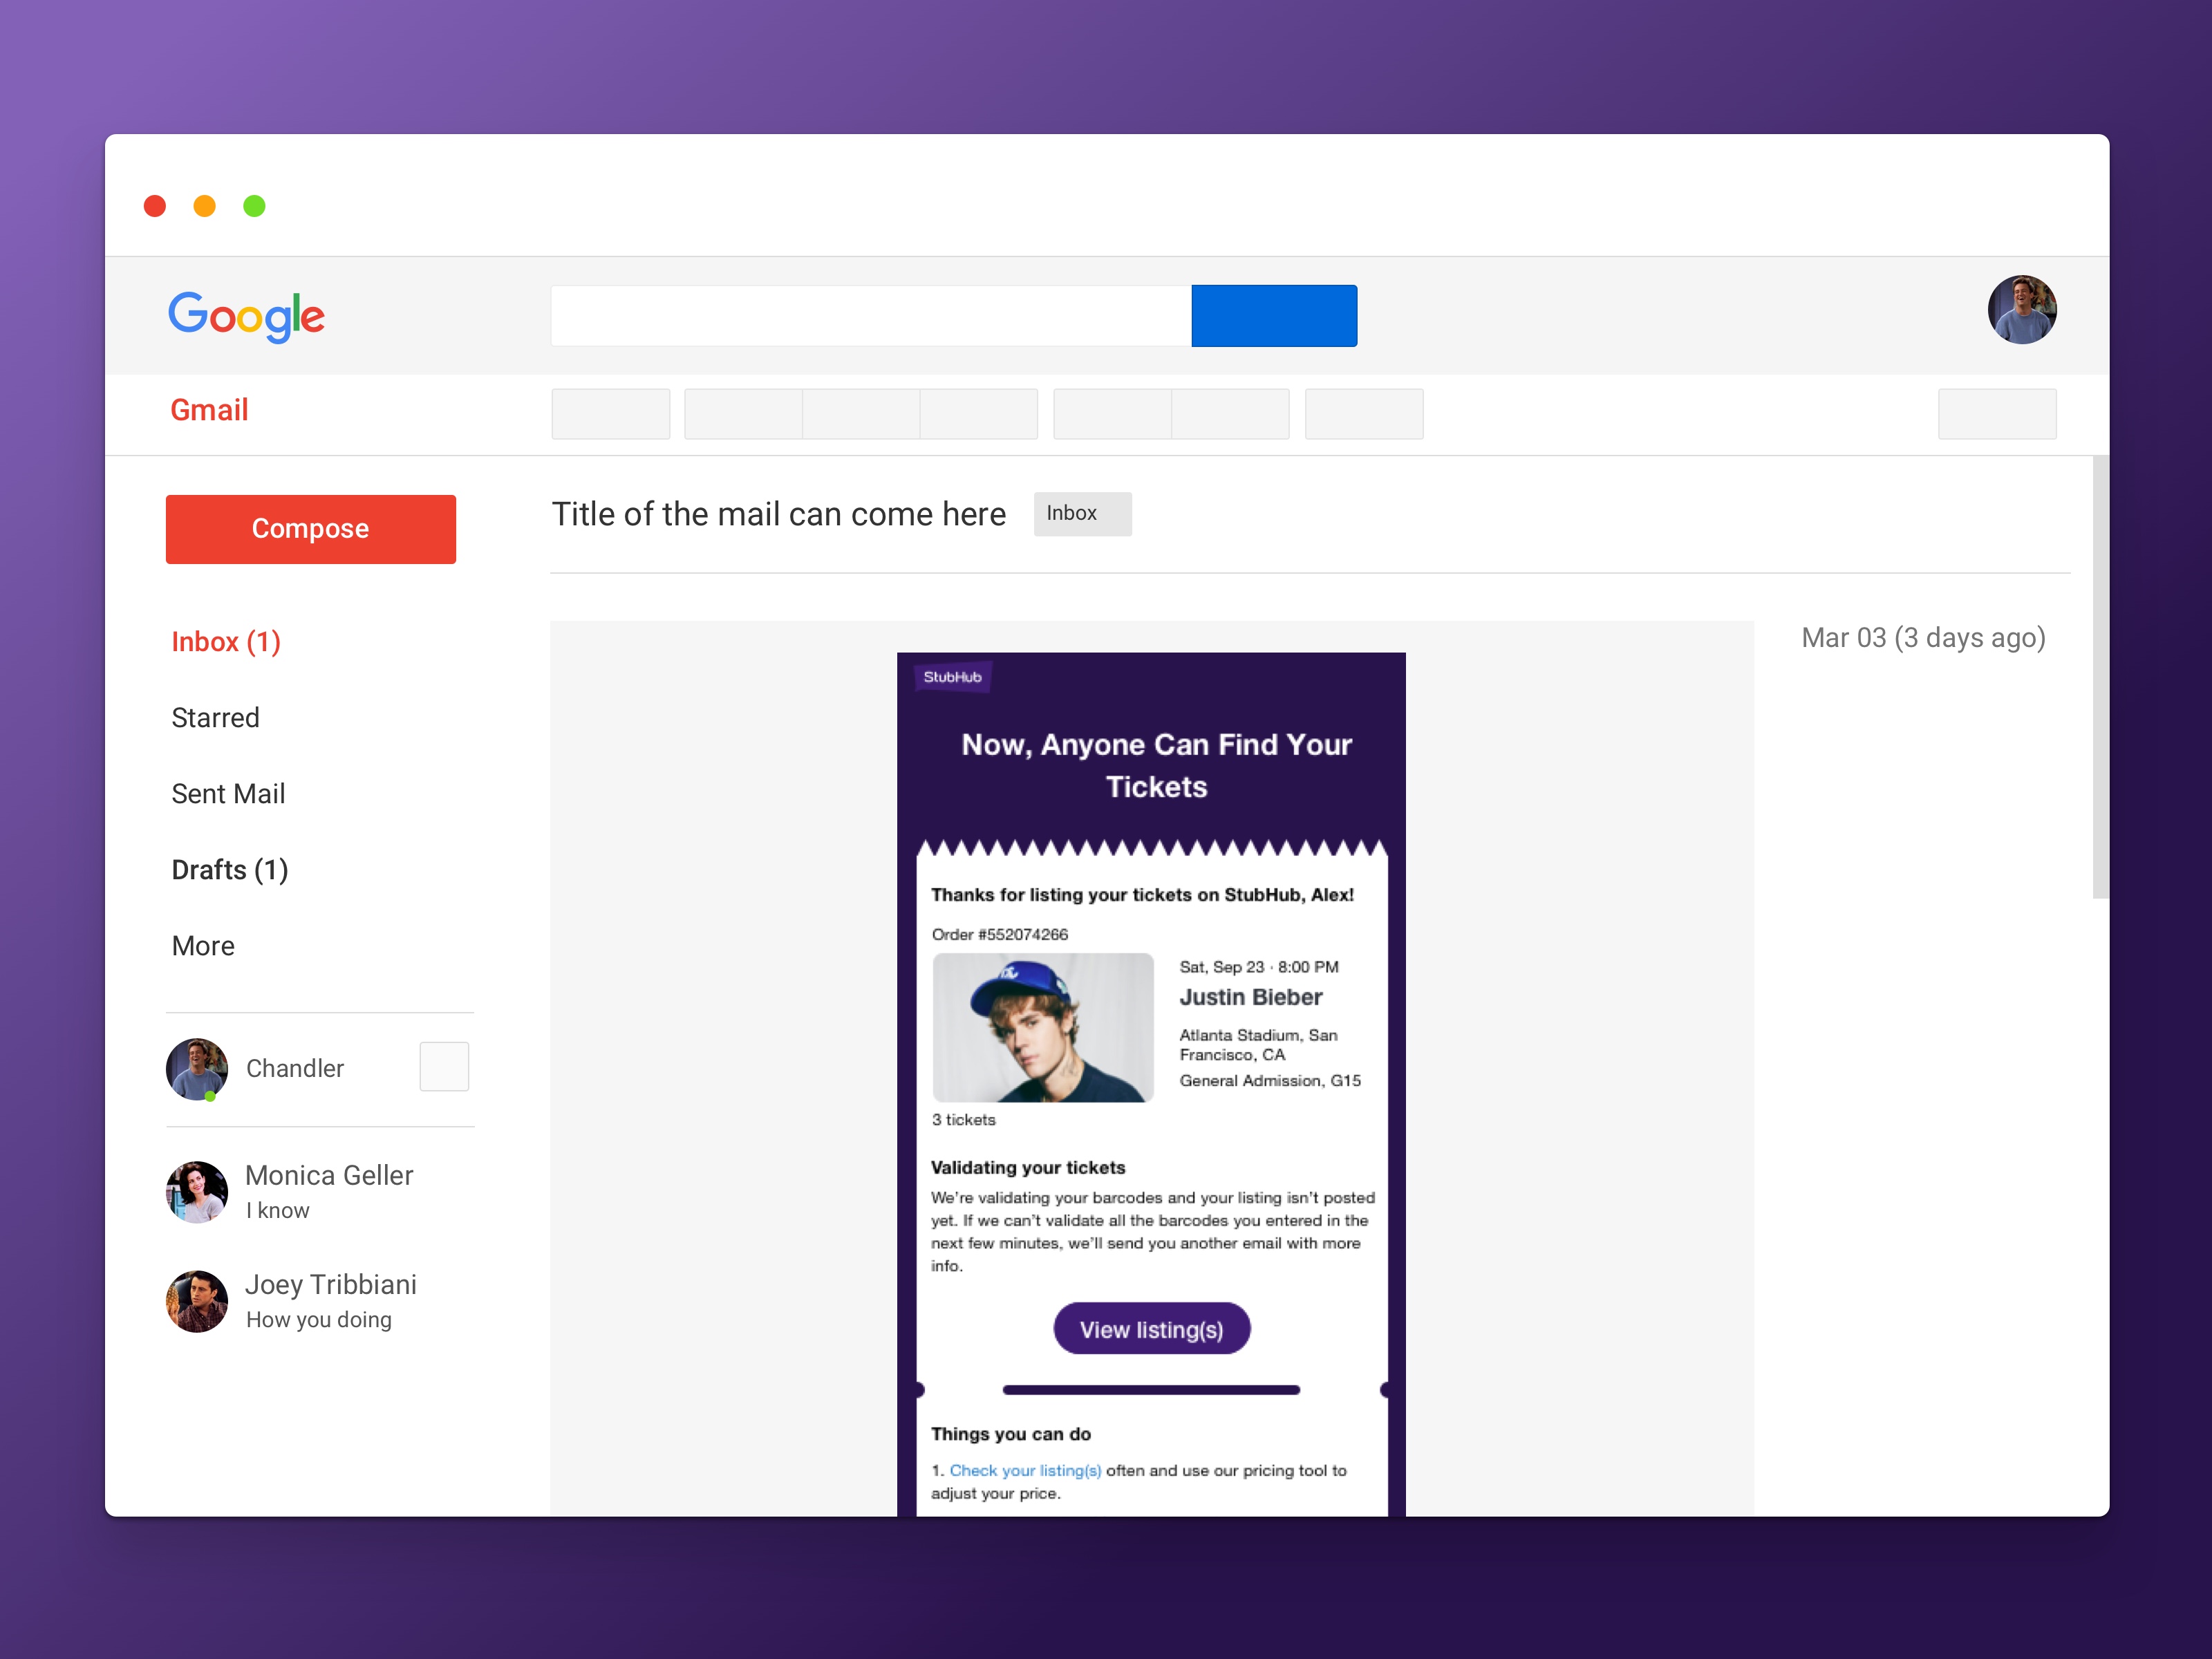 Google
Gmail
Compose
Inbox (1)
Starred
Sent Mail
Drafts (1)
More
Chandler
Monica Geller
I know
Joey Tribbiani
How you doing
Title of the mail can come here
Inbox
Mar 03 (3 days ago)
StubHub
Now, Anyone Can Find Your
Tickets
Thanks for listing your tickets on StubHub, Alex!
Order #552074266
Sat, Sep 23 · 8:00 PM
Justin Bieber
Atlanta Stadium, San
Francisco, CA
General Admission, G15
3 tickets
Validating your tickets
We're validating your barcodes and your listing isn't posted
yet. If we can't validate all the barcodes you entered in the
next few minutes, we'll send you another email with more
info.
View listing(s)
Things you can do
1. Check your listing(s) often and use our pricing tool to
adjust your price.